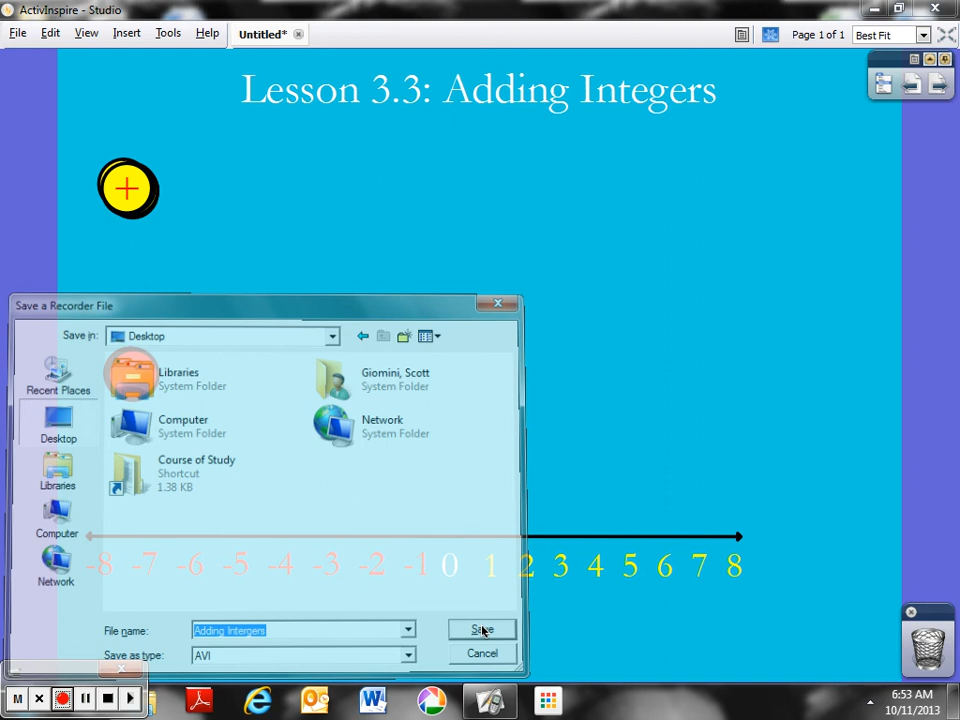 ActivInspire - Studio
File Edit View Insert Tools Help Untitled* Page 1 of 1 Best Fit
Lesson 3.3: Adding Integers
+
Save a Recorder File
Save in: Desktop
Recent Places
Desktop
Libraries
Computer
Network
Libraries
System Folder
Giomini, Scott
System Folder
Computer
System Folder
Network
System Folder
Course of Study
Shortcut
1.38 KB
-8 -7 -6 -5 -4 -3 -2 -1 0 1 2 3 4 5 6 7 8
File name: Adding Intergers Save
Save as type: AVI Cancel
M
6:53 AM
10/11/2013